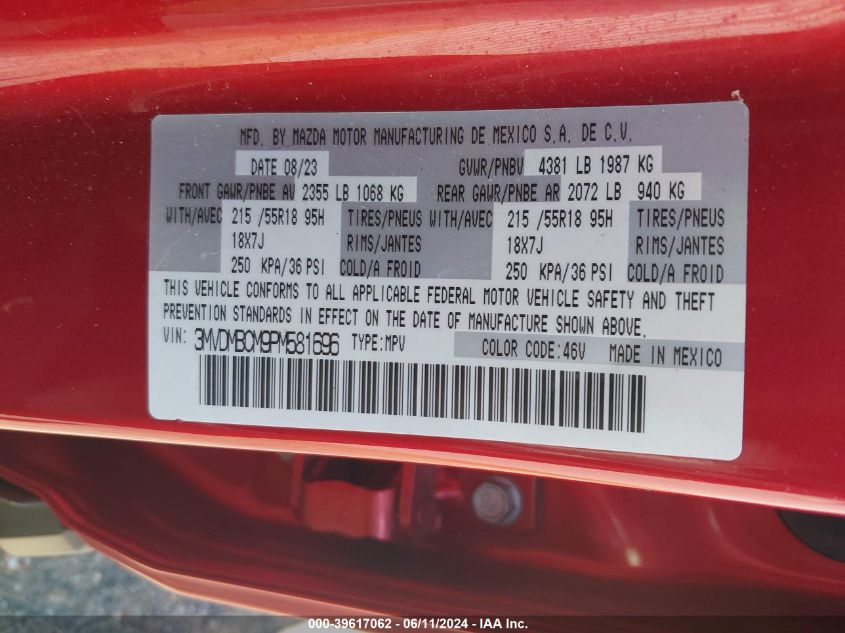 MFD. BY MAZDA MOTOR MANUFACTURING DE MEXICO S.A. DE C.V.
DATE 08/23 GVWR/PNBV 4381 LB 1987 KG
FRONT GAWR/PNBE AV 2355 LB 1068 KG REAR GAWR/PNBE AR 2072 LB 940 KG
WITH/AVEC 215 /55R18 95H TIRES/PNEUS WITH/AVEC 215 /55R18 95H TIRES/PNEUS
18X7J RIMS/JANTES 18X7J RIMS/JANTES
250 KPA/36 PSI COLD/A FROID 250 KPA/36 PSI COLD/A FROID
THIS VEHICLE CONFORMS TO ALL APPLICABLE FEDERAL MOTOR VEHICLE SAFETY AND THEFT
PREVENTION STANDARDS IN EFFECT ON THE DATE OF MANUFACTURE SHOWN ABOVE.
VIN: 3MVDMBCM9PM581696 TYPE:MPV COLOR CODE:46V MADE IN MEXICO
000-39617062 - 06/11/2024 - IAA Inc.